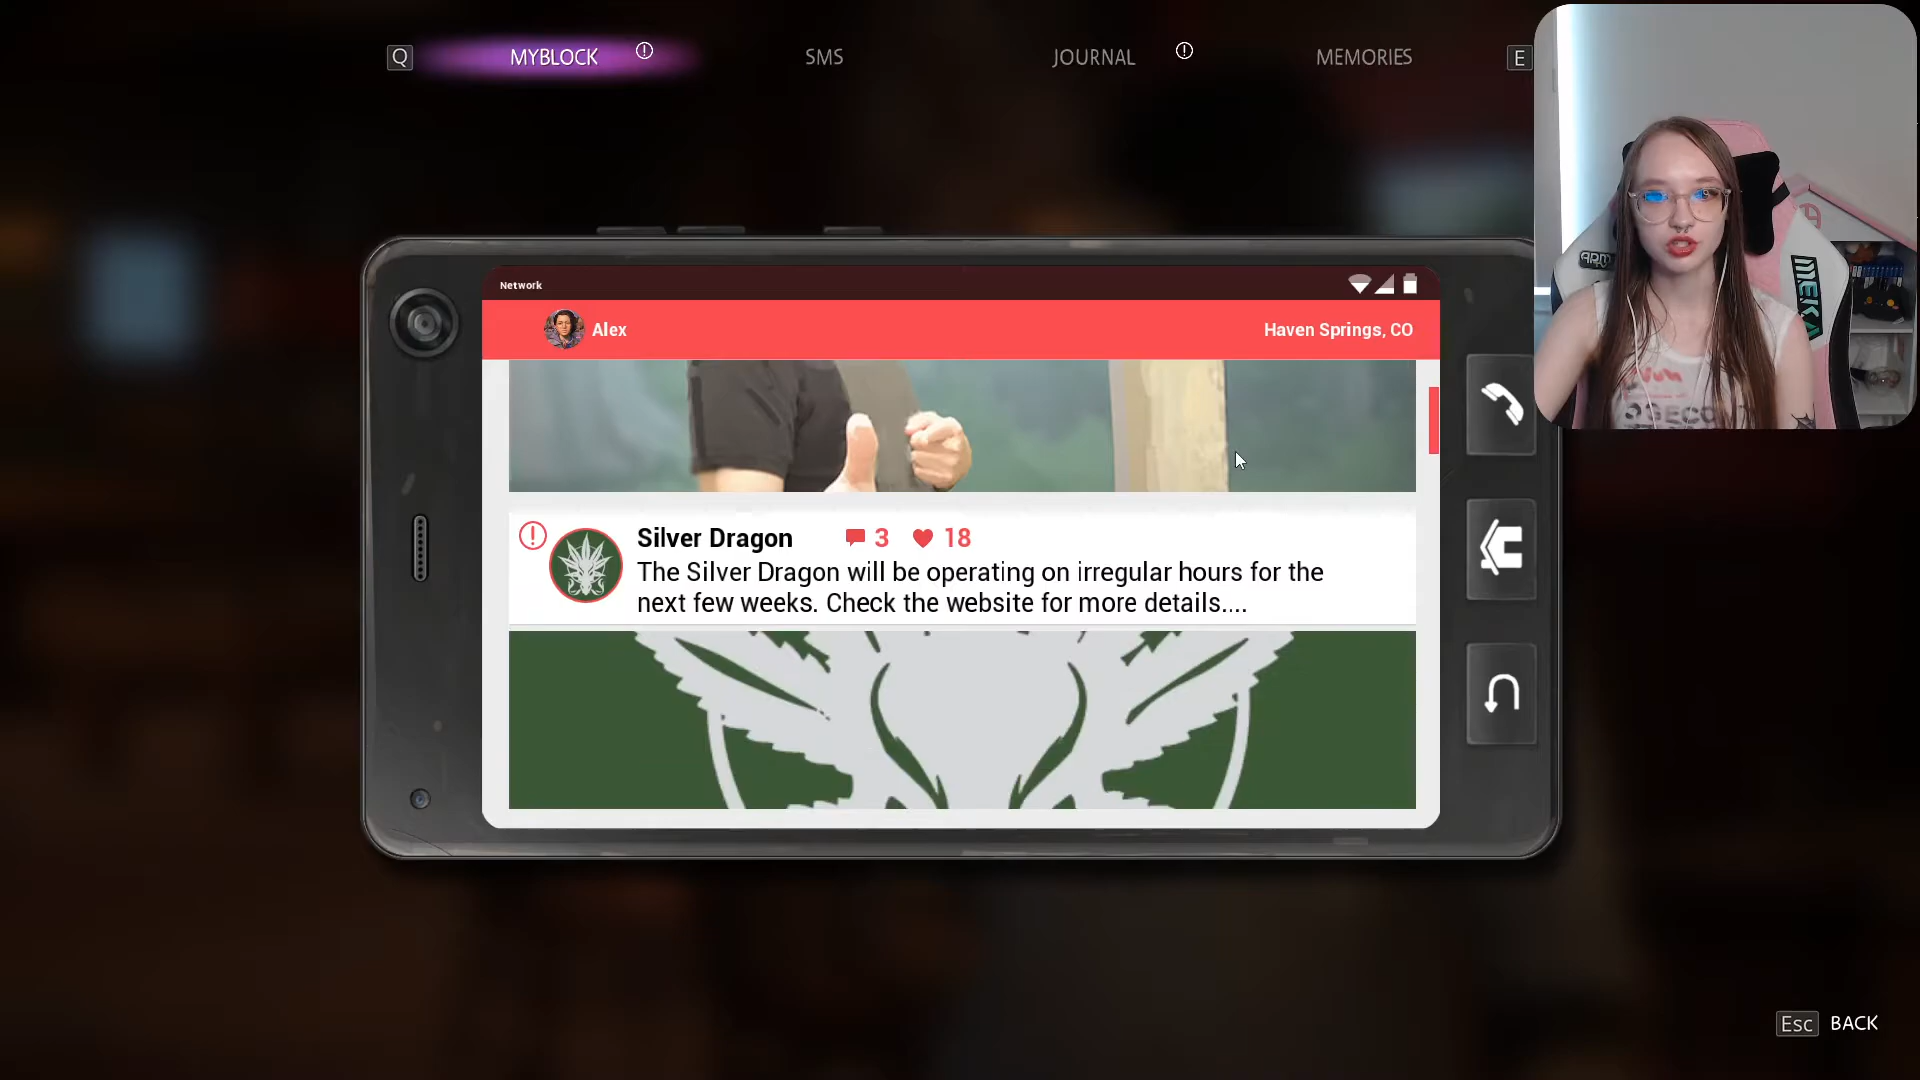 Q MYBLOCK SMS JOURNAL MEMORIES E
Network
Alex Haven Springs, CO
Silver Dragon 3 18
The Silver Dragon will be operating on irregular hours for the
next few weeks. Check the website for more details....
Esc BACK
MEKA